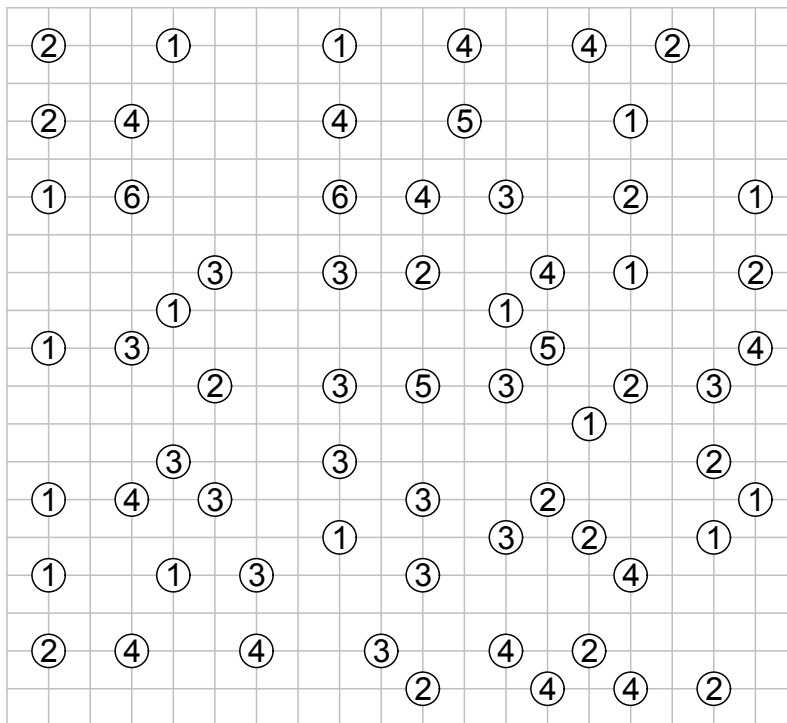 2 1 1 4 4 2
2 4 4 5 1
1 6 6 4 3 2 1
3 3 2 4 1 2
1 1
1 3 5 4
2 3 5 3 2 3
1
3 3 2
1 4 3 3 2 1
1 3 2 1
1 1 3 3 4
2 4 4 3 4 2
2 4 4 2